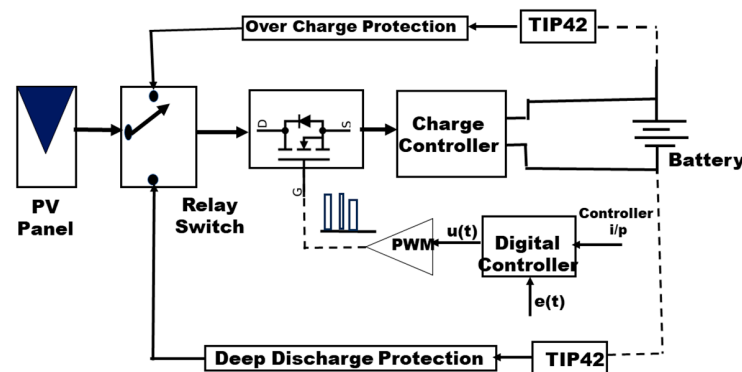 Over Charge Protection
TIP42
PV
Panel
Relay
Switch
D
S
G
Charge
Controller
Battery
PWM
u(t)
Digital
Controller
Controller
i/p
e(t)
Deep Discharge Protection
TIP42